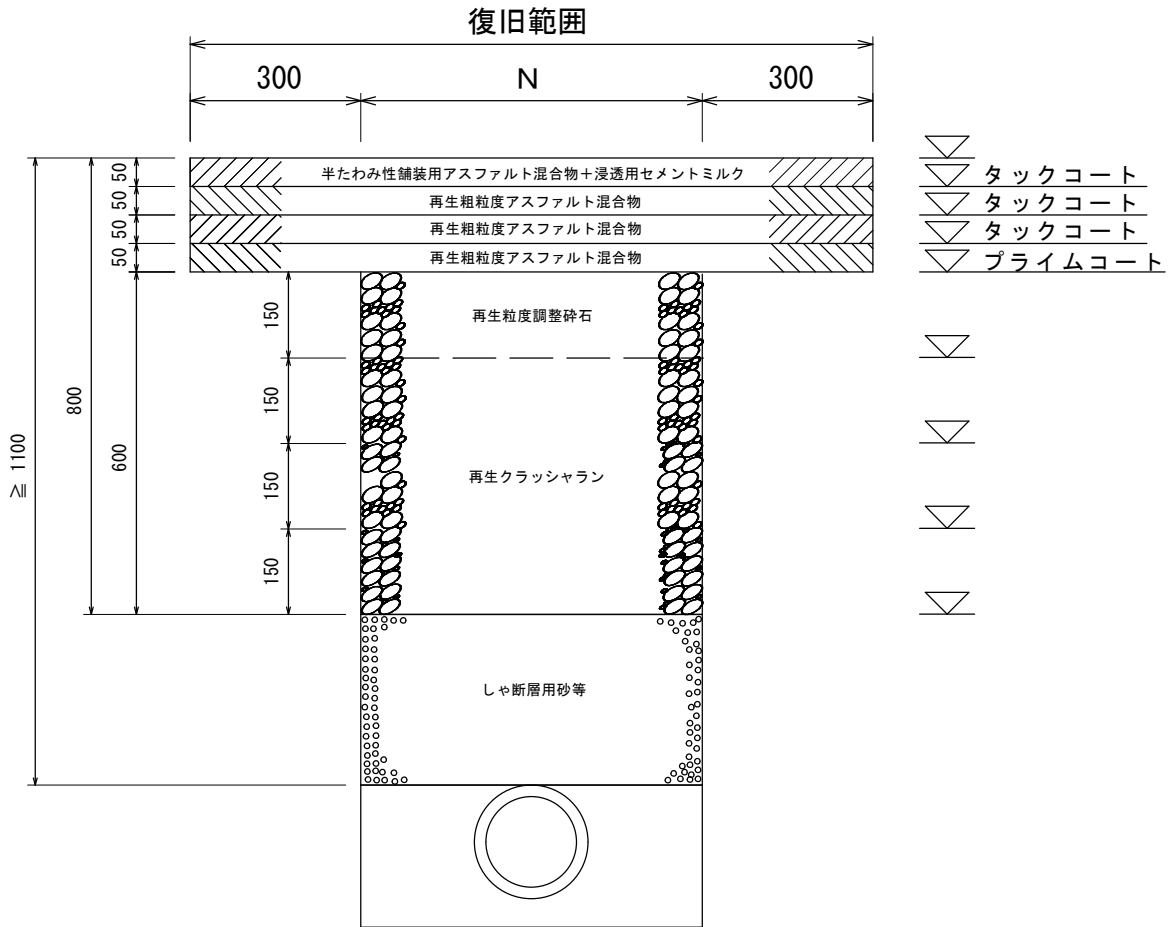 復旧範囲
300 N 300
50 半たわみ性舗装用アスファルト混合物+浸透用セメントミルク タックコート
50 再生粗粒度アスファルト混合物 タックコート
50 再生粗粒度アスファルト混合物 タックコート
50 再生粗粒度アスファルト混合物 プライムコート
150 再生粒度調整砕石
800
600
150
≧ 1100
150 再生クラッシャラン
150
しゃ断層用砂等